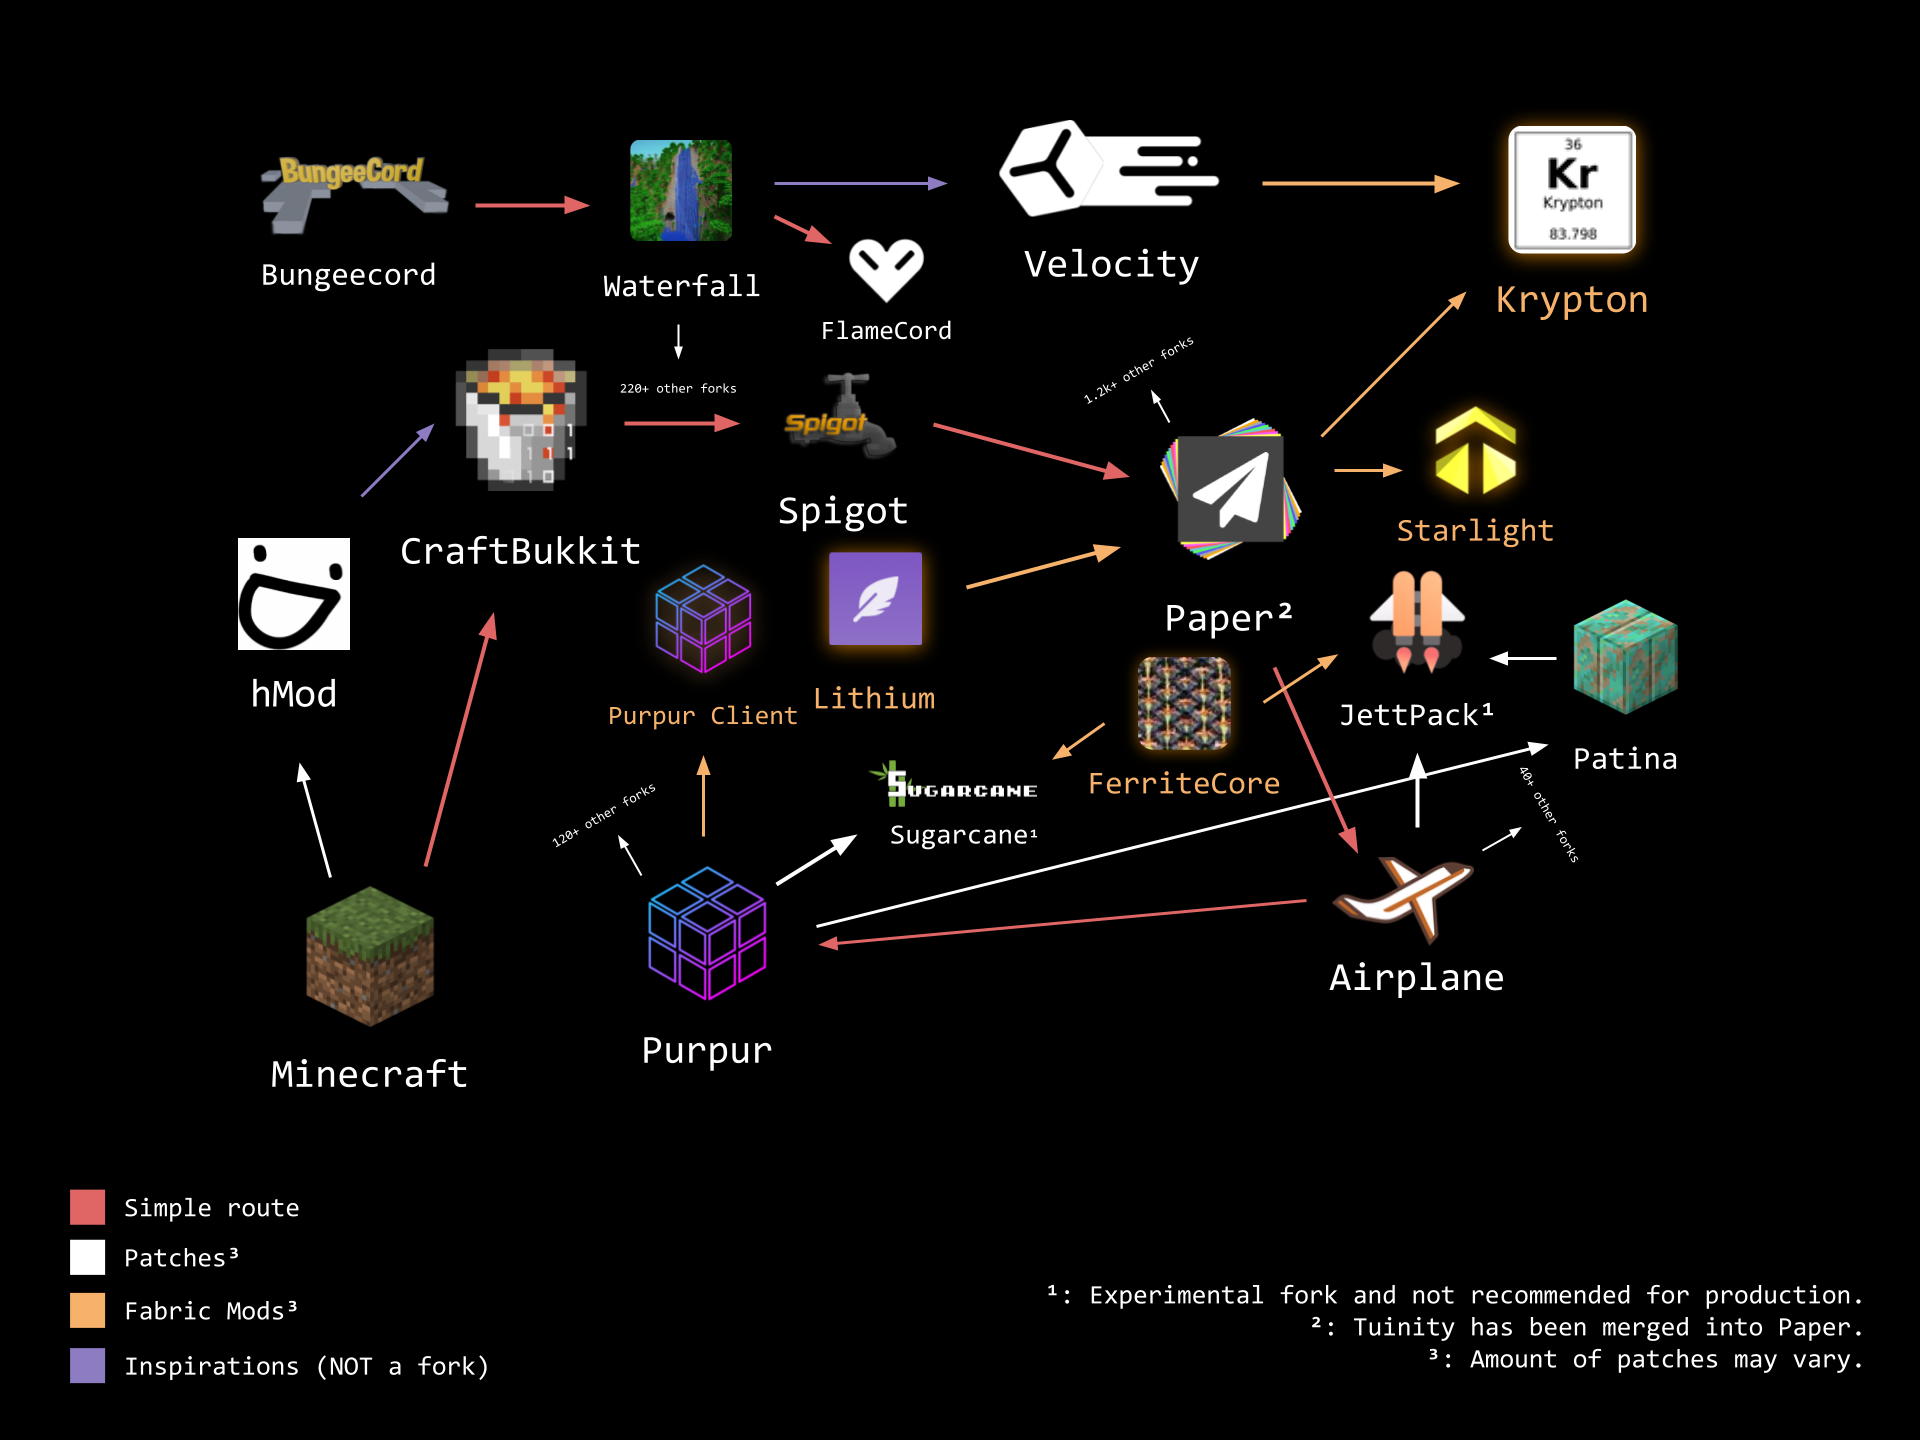 BungeeCord
Bungeecord
Waterfall
FlameCord
Velocity
36
Kr
Krypton
83.798
Krypton
220+ other forks
CraftBukkit
Spigot
Spigot
1.2k+ other forks
Paper²
Starlight
hMod
Purpur Client
Lithium
FerriteCore
JettPack¹
Patina
SUGARCANE
Sugarcane¹
120+ other forks
40+ other forks
Minecraft
Purpur
Airplane
Simple route
Patches³
Fabric Mods³
Inspirations (NOT a fork)
¹: Experimental fork and not recommended for production.
²: Tuinity has been merged into Paper.
³: Amount of patches may vary.